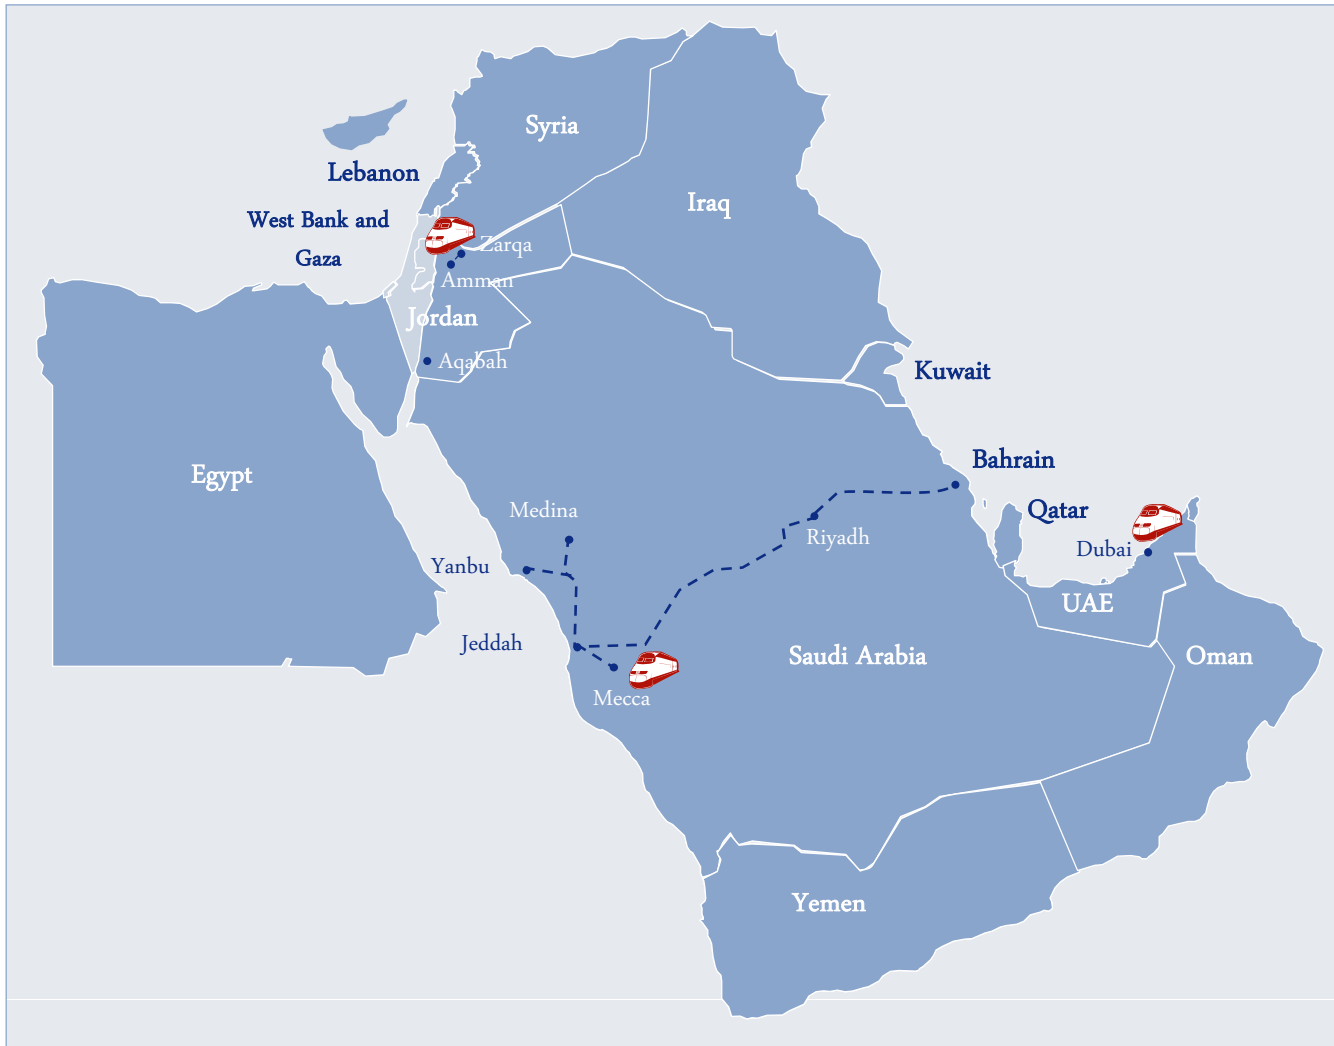 Syria
Lebanon
Iraq
West Bank and
Gaza
Zarqa
Amman
Jordan
Aqabah
Kuwait
Egypt
Bahrain
Medina
Qatar
Riyadh
Dubai
Yanbu
UAE
Jeddah
Saudi Arabia
Oman
Mecca
Yemen